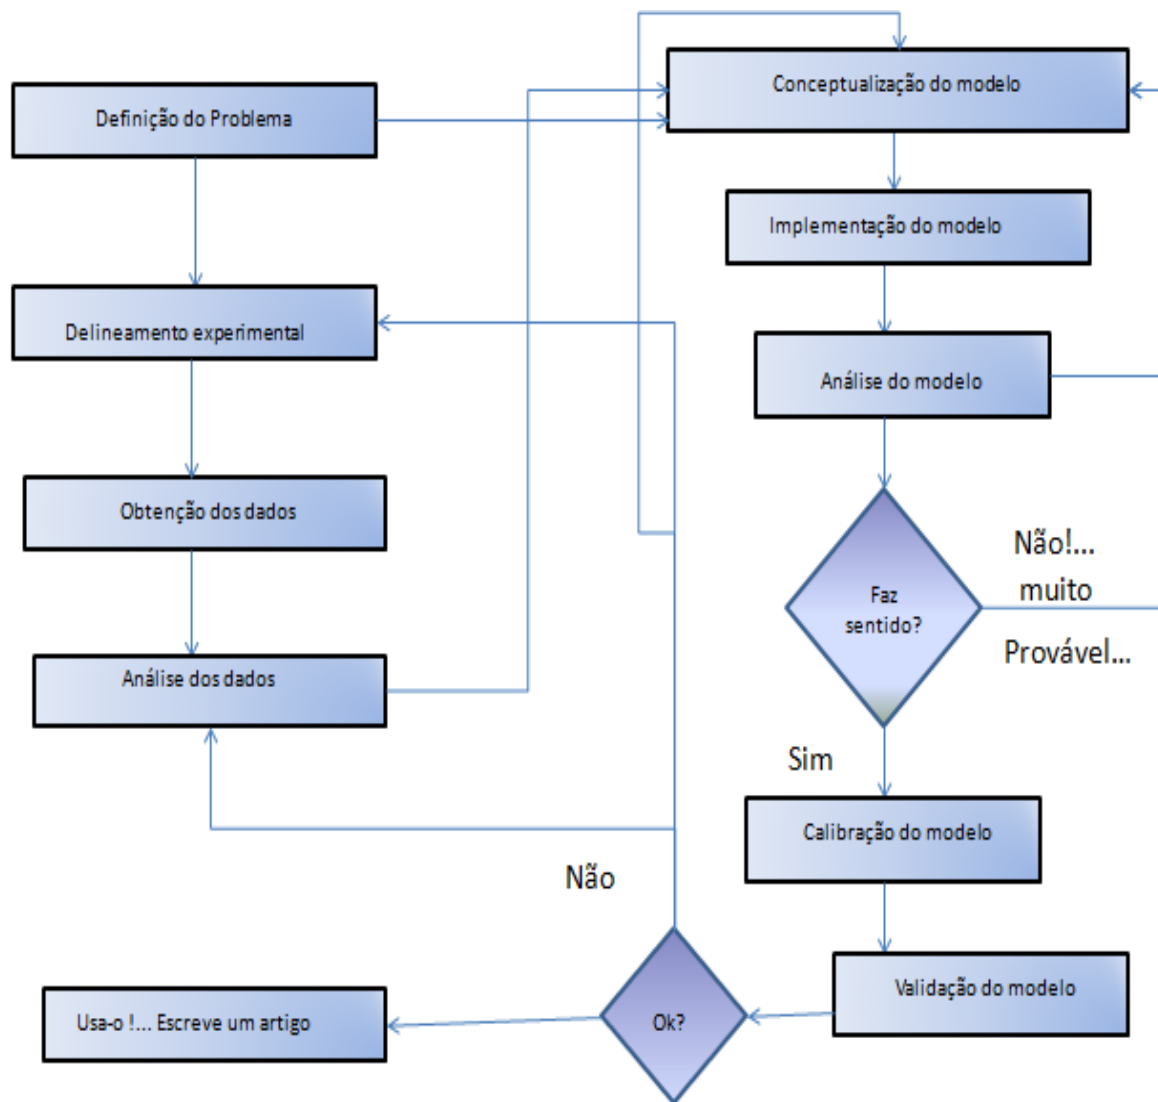 Conceptualização do modelo
Definição do Problema
Implementação do modelo
Delineamento experimental
Análise do modelo
Obtenção dos dados
Não!...
muito
Provável...
Faz
sentido?
Análise dos dados
Sim
Calibração do modelo
Não
Validação do modelo
Ok?
Usa-o !... Escreve um artigo